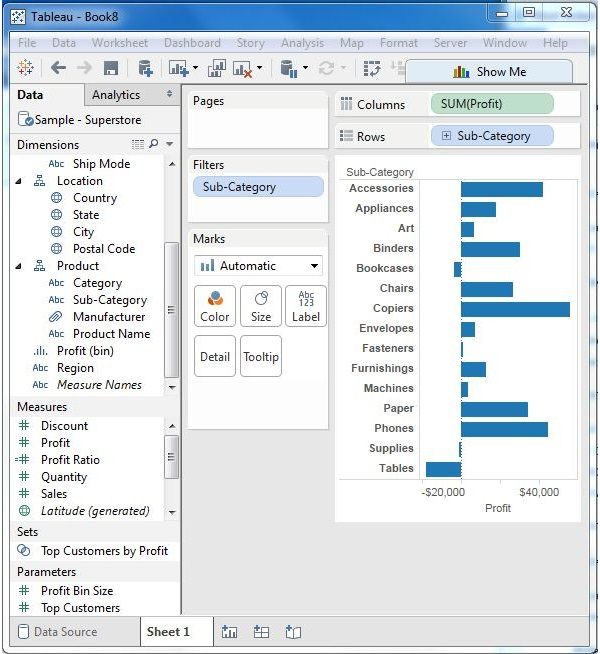 Tableau - Book8
File Data Worksheet Dashboard Story Analysis Map Format Server Window Help
Show Me
Data Analytics
Sample - Superstore
Dimensions
Abc Ship Mode
Location
Country
State
City
Postal Code
Product
Abc Category
Abc Sub-Category
Manufacturer
Abc Product Name
Profit (bin)
Abc Region
Abc Measure Names
Measures
# Discount
# Profit
=# Profit Ratio
# Quantity
# Sales
Latitude (generated)
Sets
Top Customers by Profit
Parameters
# Profit Bin Size
# Top Customers
Pages
Filters
Sub-Category
Marks
Automatic
Color
Size
Abc
123
Label
Detail
Tooltip
Columns SUM(Profit)
Rows Sub-Category
Sub-Category
Accessories
Appliances
Art
Binders
Bookcases
Chairs
Copiers
Envelopes
Fasteners
Furnishings
Machines
Paper
Phones
Supplies
Tables
-$20,000 $40,000
Profit
Data Source Sheet 1